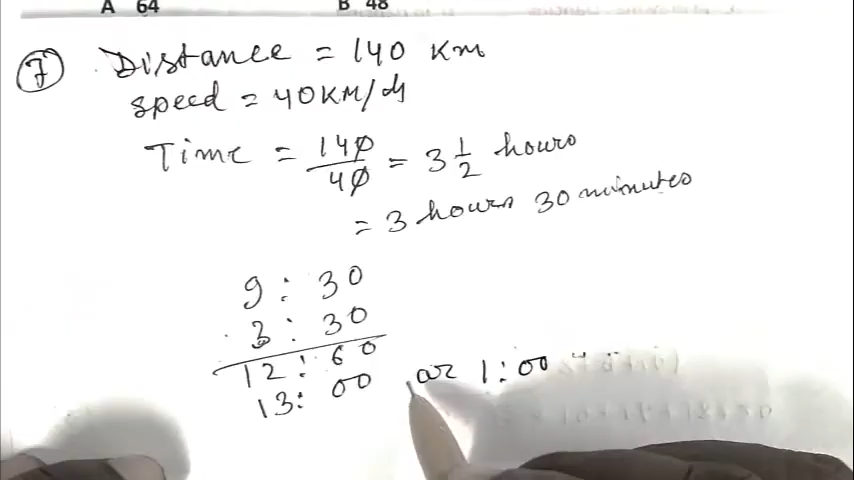 A 64 B 48
7 Distance = 140 Km
speed = 40KM/h
Time = 140/40 = 3 1/2 hours
= 3 hours 30 minutes
9 : 30
3 : 30
12 : 60
13: 00 or 1:00